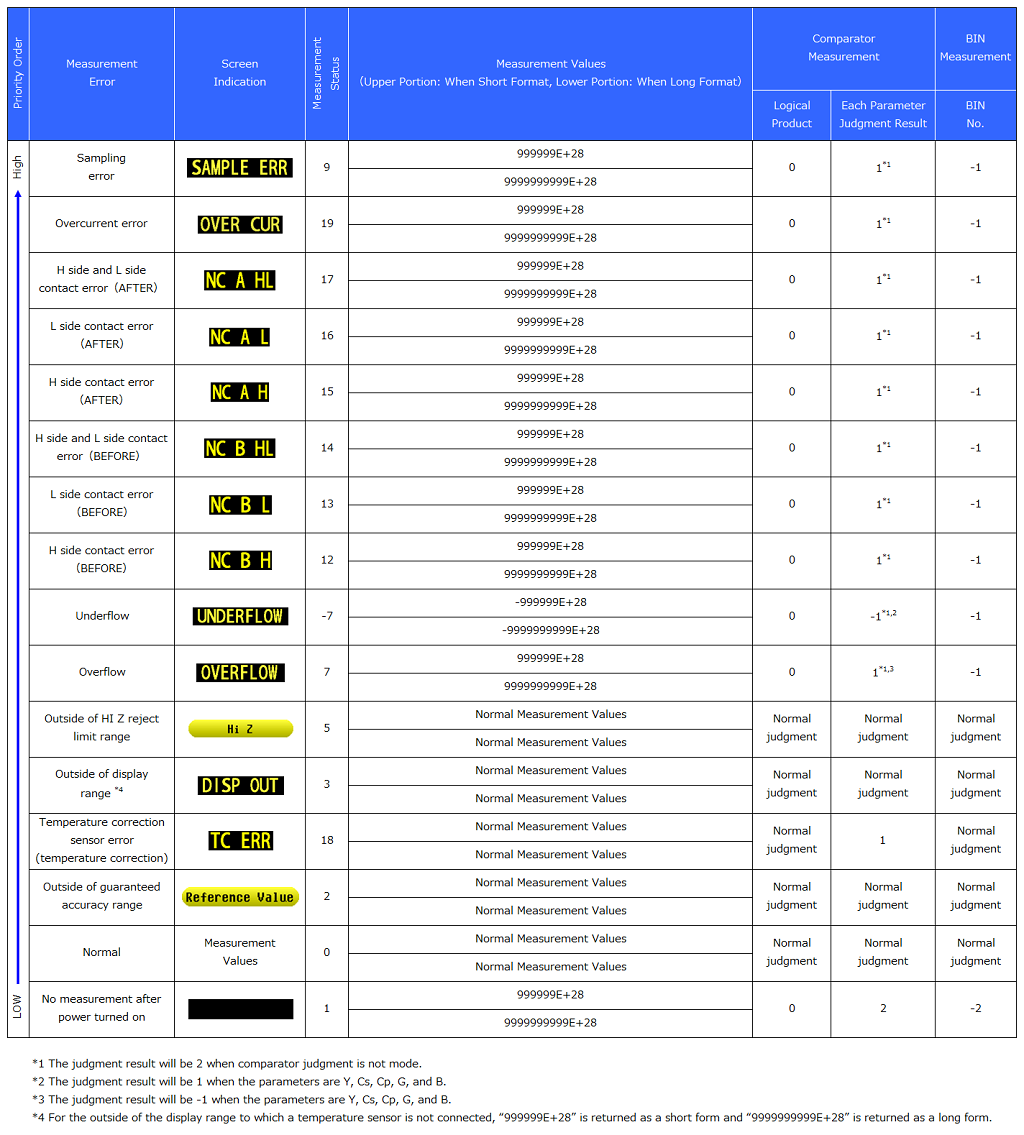 Priority Order
Measurement
Error
Screen
Indication
Measurement
Status
Measurement Values
(Upper Portion: When Short Format, Lower Portion: When Long Format)
Comparator
Measurement
BIN
Measurement
Logical
Product
Each Parameter
Judgment Result
BIN
No.
High
Sampling
error
SAMPLE ERR
9
999999E+28
9999999999E+28
0
1*1
-1
Overcurrent error
OVER CUR
19
999999E+28
9999999999E+28
0
1*1
-1
H side and L side
contact error (AFTER)
NC A HL
17
999999E+28
9999999999E+28
0
1*1
-1
L side contact error
(AFTER)
NC A L
16
999999E+28
9999999999E+28
0
1*1
-1
H side contact error
(AFTER)
NC A H
15
999999E+28
9999999999E+28
0
1*1
-1
H side and L side contact
error (BEFORE)
NC B HL
14
999999E+28
9999999999E+28
0
1*1
-1
L side contact error
(BEFORE)
NC B L
13
999999E+28
9999999999E+28
0
1*1
-1
H side contact error
(BEFORE)
NC B H
12
999999E+28
9999999999E+28
0
1*1
-1
Underflow
UNDERFLOW
-7
-999999E+28
-9999999999E+28
0
-1*1,2
-1
Overflow
OVERFLOW
7
999999E+28
9999999999E+28
0
1*1,3
-1
Outside of HI Z reject
limit range
Hi Z
5
Normal Measurement Values
Normal Measurement Values
Normal
judgment
Normal
judgment
Normal
judgment
Outside of display
range *4
DISP OUT
3
Normal Measurement Values
Normal Measurement Values
Normal
judgment
Normal
judgment
Normal
judgment
Temperature correction
sensor error
(temperature correction)
TC ERR
18
Normal Measurement Values
Normal Measurement Values
Normal
judgment
1
Normal
judgment
Outside of guaranteed
accuracy range
Reference Value
2
Normal Measurement Values
Normal Measurement Values
Normal
judgment
Normal
judgment
Normal
judgment
Normal
Measurement
Values
0
Normal Measurement Values
Normal Measurement Values
Normal
judgment
Normal
judgment
Normal
judgment
LOW
No measurement after
power turned on
1
999999E+28
9999999999E+28
0
2
-2
*1 The judgment result will be 2 when comparator judgment is not mode.
*2 The judgment result will be 1 when the parameters are Y, Cs, Cp, G, and B.
*3 The judgment result will be -1 when the parameters are Y, Cs, Cp, G, and B.
*4 For the outside of the display range to which a temperature sensor is not connected, “999999E+28” is returned as a short form and “9999999999E+28” is returned as a long form.